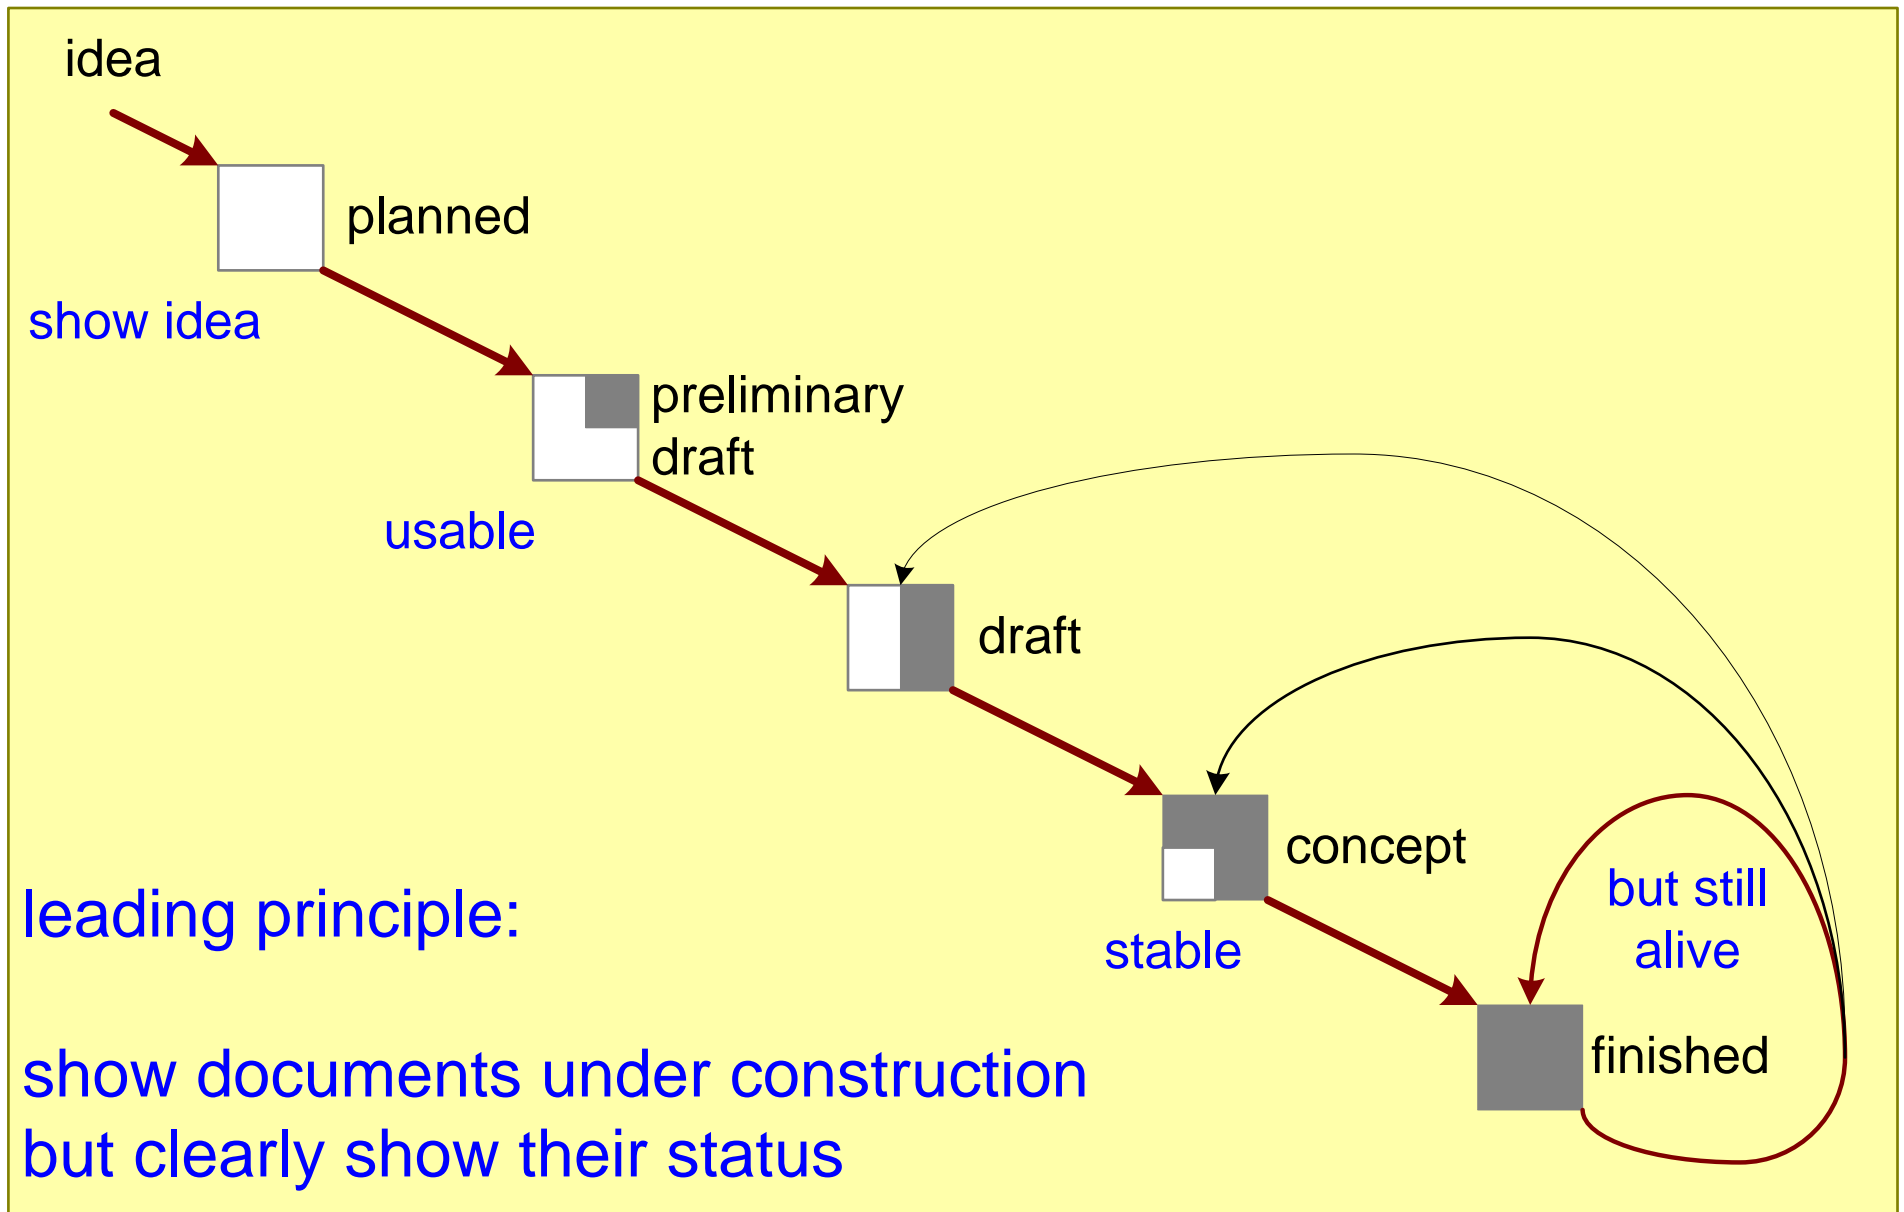 idea
planned
show idea
preliminary
draft
usable
draft
concept
but still
alive
leading principle:
stable
finished
show documents under construction
but clearly show their status